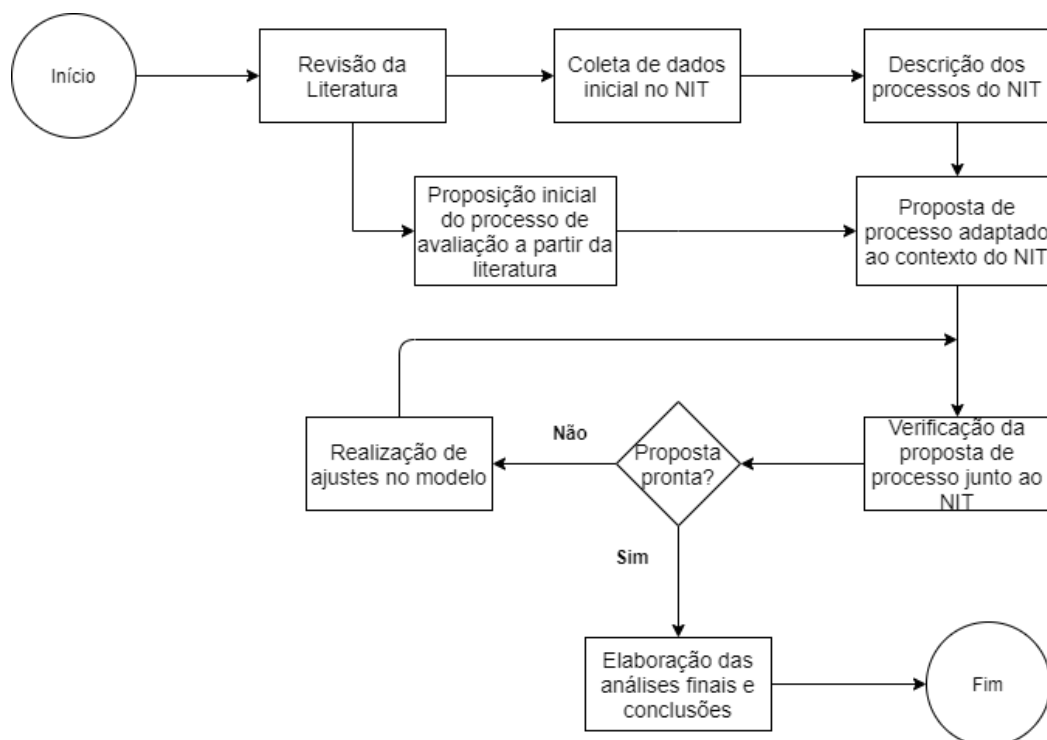 Início
Revisão da
Literatura
Coleta de dados
inicial no NIT
Descrição dos
processos do NIT
Proposição inicial
do processo de
avaliação a partir da
literatura
Proposta de
processo adaptado
ao contexto do NIT
Realização de
ajustes no modelo
Não
Proposta
pronta?
Verificação da
proposta de
processo junto ao
NIT
Sim
Elaboração das
análises finais e
conclusões
Fim